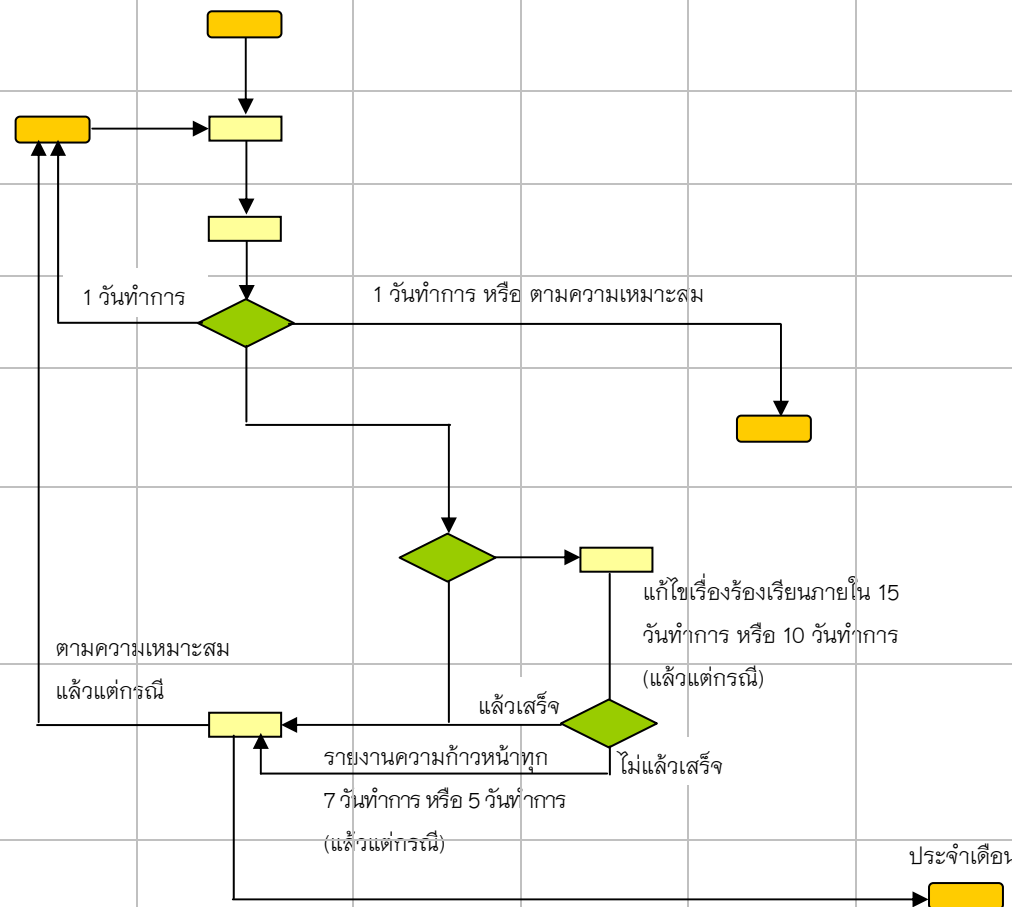 1 วันทำการ
1 วันทำการ หรือ ตามความเหมาะสม
แก้ไขเรื่องร้องเรียนภายใน 15
วันทำการ หรือ 10 วันทำการ
(แล้วแต่กรณี)
ตามความเหมาะสม
แล้วแต่กรณี
แล้วเสร็จ
ไม่แล้วเสร็จ
รายงานความก้าวหน้าทุก
7 วันทำการ หรือ 5 วันทำการ
(แล้วแต่กรณี)
ประจำเดือน